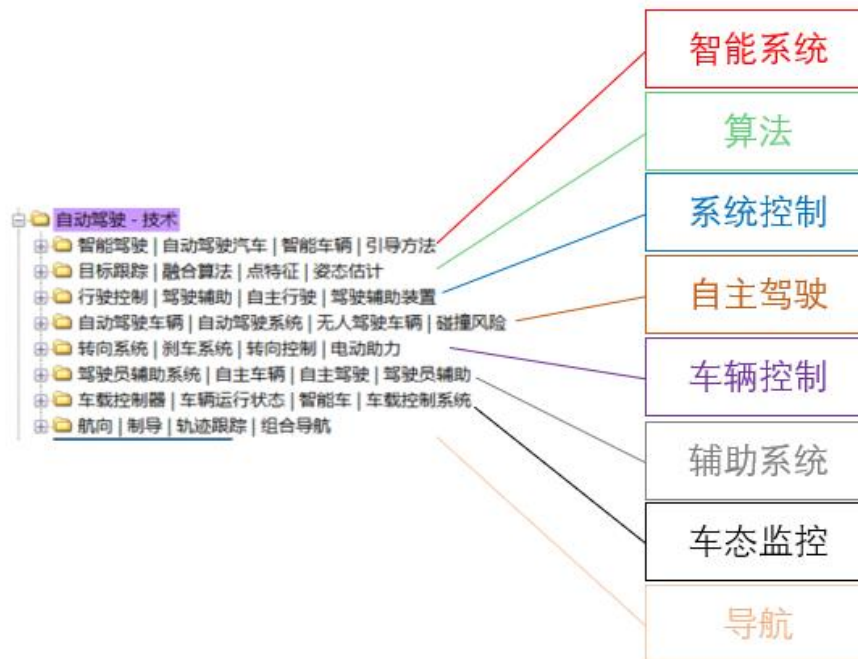 自动驾驶 - 技术
智能驾驶 | 自动驾驶汽车 | 智能车辆 | 引导方法
目标跟踪 | 融合算法 | 点特征 | 姿态估计
行驶控制 | 驾驶辅助 | 自主行驶 | 驾驶辅助装置
自动驾驶车辆 | 自动驾驶系统 | 无人驾驶车辆 | 碰撞风险
转向系统 | 刹车系统 | 转向控制 | 电动助力
驾驶员辅助系统 | 自主车辆 | 自主驾驶 | 驾驶员辅助
车载控制器 | 车辆运行状态 | 智能车 | 车载控制系统
航向 | 制导 | 轨迹跟踪 | 组合导航
智能系统
算法
系统控制
自主驾驶
车辆控制
辅助系统
车态监控
导航